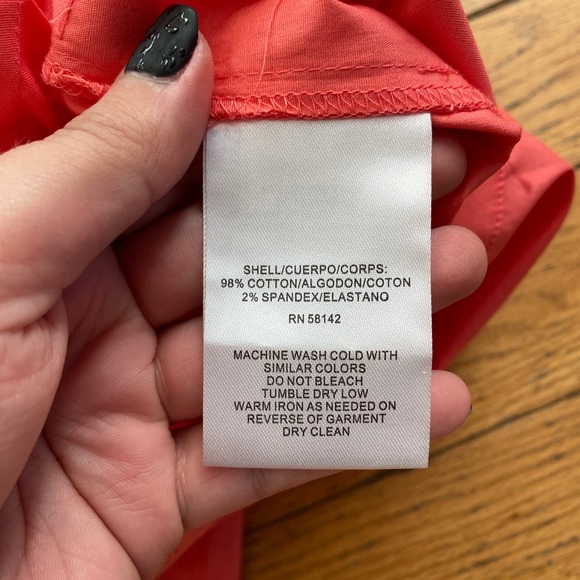 SHELL/CUERPO/CORPS:
98% COTTON/ALGODON/COTON
2% SPANDEX/ELASTANO
RN 58142
MACHINE WASH COLD WITH
SIMILAR COLORS
DO NOT BLEACH
TUMBLE DRY LOW
WARM IRON AS NEEDED ON
REVERSE OF GARMENT
DRY CLEAN